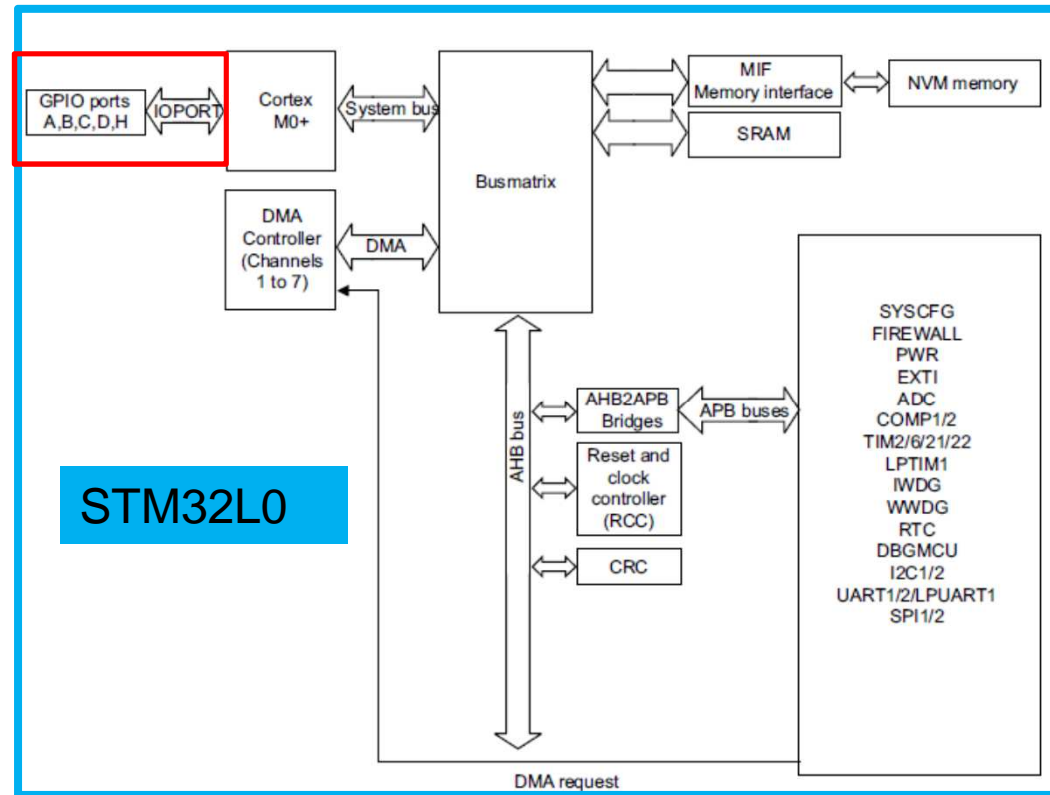 GPIO ports
A,B,C,D,H
IOPORT
Cortex
M0+
System bus
Busmatrix
MIF
Memory interface
NVM memory
SRAM
DMA
Controller
(Channels
1 to 7)
DMA
AHB bus
AHB2APB
Bridges
APB buses
Reset and
clock
controller
(RCC)
CRC
SYSCFG
FIREWALL
PWR
EXTI
ADC
COMP1/2
TIM2/6/21/22
LPTIM1
IWDG
WWDG
RTC
DBGMCU
I2C1/2
UART1/2/LPUART1
SPI1/2
STM32L0
DMA request